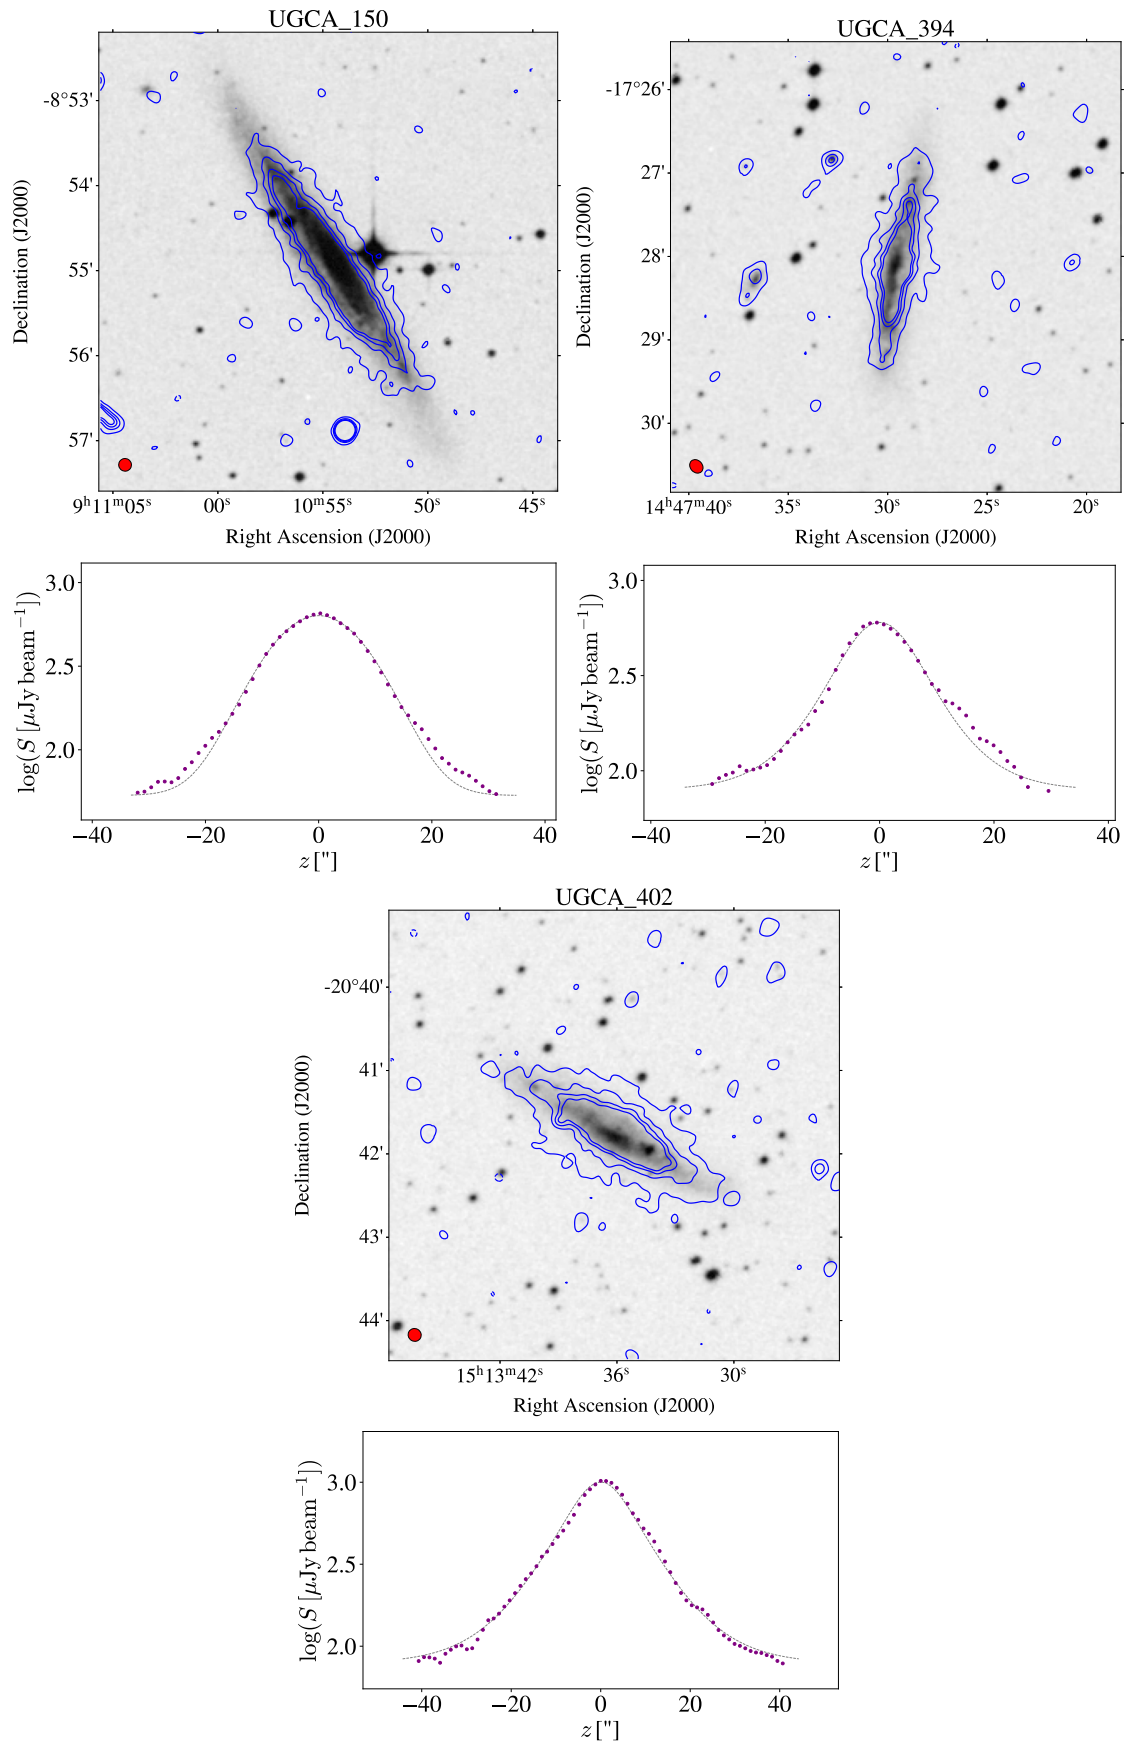 UGCA_150
-8°53'
54'
55'
56'
57'
Declination (J2000)
9ʰ11ᵐ05ˢ 00ˢ 10ᵐ55ˢ 50ˢ 45ˢ
Right Ascension (J2000)
UGCA_394
-17°26'
27'
28'
29'
30'
Declination (J2000)
14ʰ47ᵐ40ˢ 35ˢ 30ˢ 25ˢ 20ˢ
Right Ascension (J2000)
3.0
2.5
2.0
log(S [μJy beam⁻¹])
−40 −20 0 20 40
z ["]
3.0
2.5
2.0
log(S [μJy beam⁻¹])
−40 −20 0 20 40
z ["]
UGCA_402
-20°40'
41'
42'
43'
44'
Declination (J2000)
15ʰ13ᵐ42ˢ 36ˢ 30ˢ
Right Ascension (J2000)
3.0
2.5
2.0
log(S [μJy beam⁻¹])
−40 −20 0 20 40
z ["]